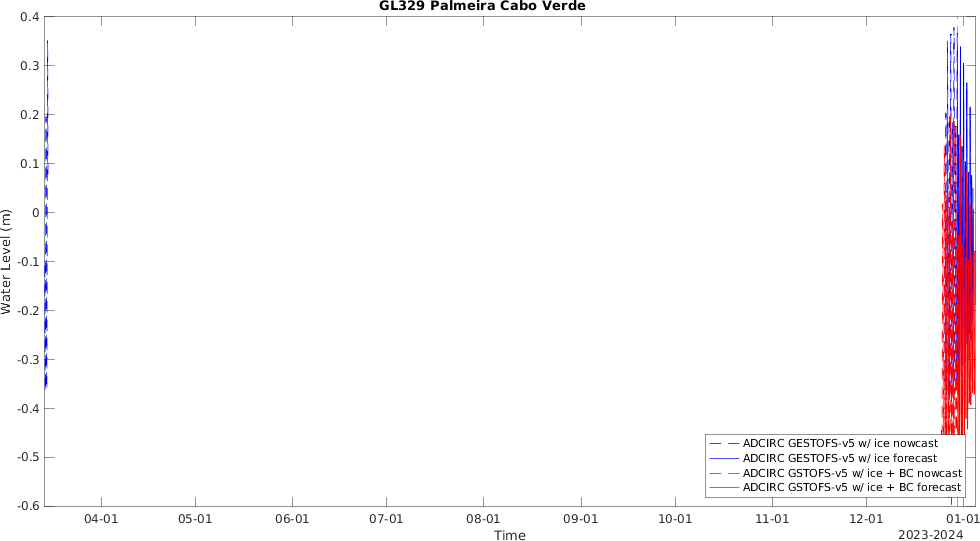 GL329 Palmeira Cabo Verde
0.4
0.3
0.2
0.1
0
-0.1
-0.2
-0.3
-0.4
-0.5
-0.6
Water Level (m)
ADCIRC GESTOFS-v5 w/ ice nowcast
ADCIRC GESTOFS-v5 w/ ice forecast
ADCIRC GSTOFS-v5 w/ ice + BC nowcast
ADCIRC GSTOFS-v5 w/ ice + BC forecast
04-01 05-01 06-01 07-01 08-01 09-01 10-01 11-01 12-01 01-01
Time
2023-2024